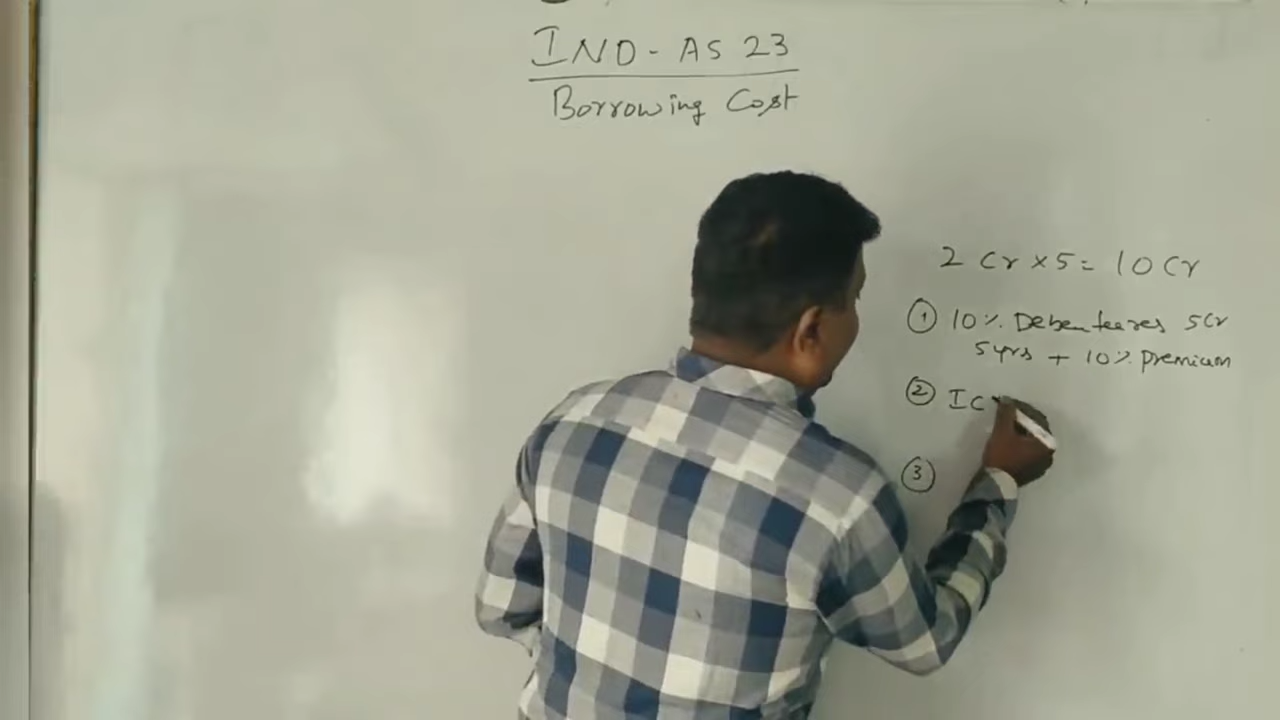 IND - AS 23
Borrowing Cost
2 Cr × 5 = 10 Cr
① 10% Debentures 5Cr
5yrs + 10% premium
② IC
③